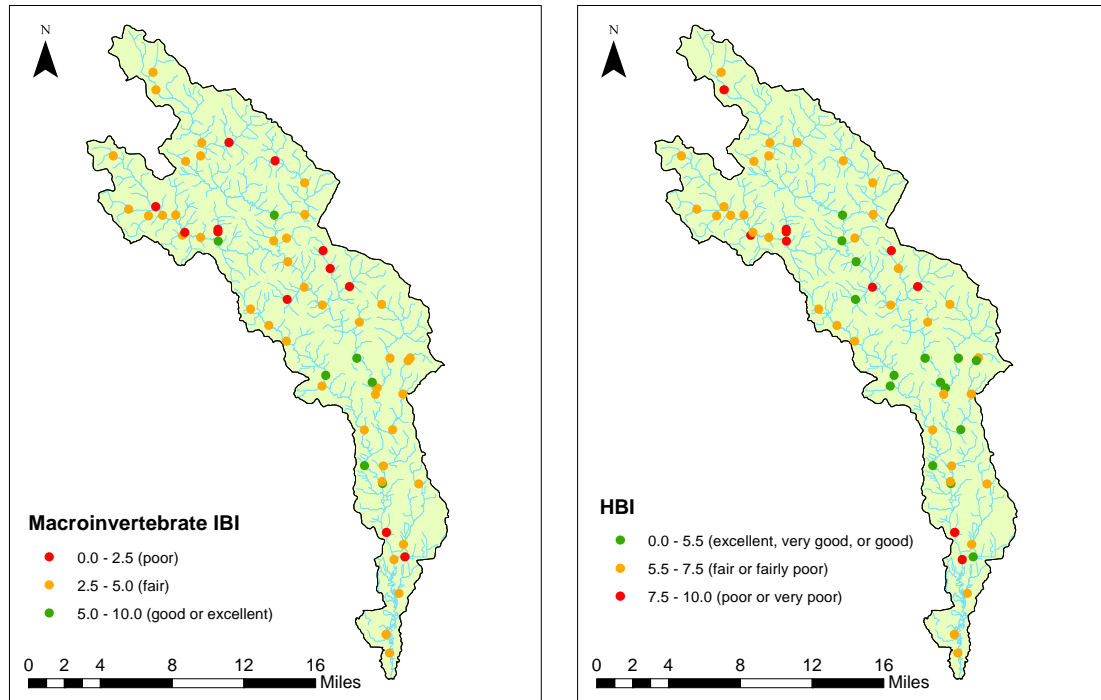 N
Macroinvertebrate IBI
0.0 - 2.5 (poor)
2.5 - 5.0 (fair)
5.0 - 10.0 (good or excellent)
0 2 4 8 12 16
Miles
N
HBI
0.0 - 5.5 (excellent, very good, or good)
5.5 - 7.5 (fair or fairly poor)
7.5 - 10.0 (poor or very poor)
0 2 4 8 12 16
Miles